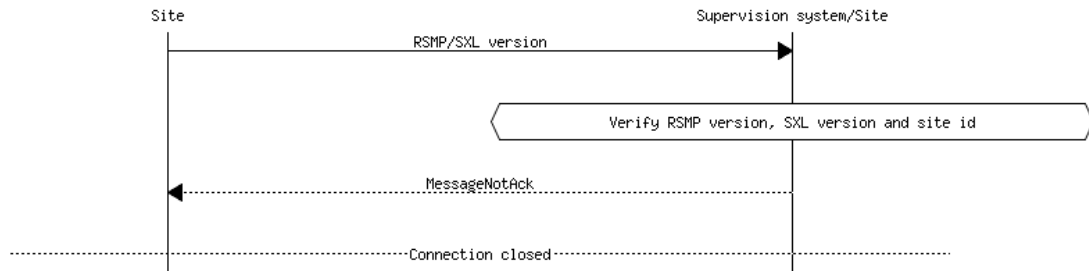 Site
Supervision system/Site
RSMP/SXL version
Verify RSMP version, SXL version and site id
MessageNotAck
Connection closed